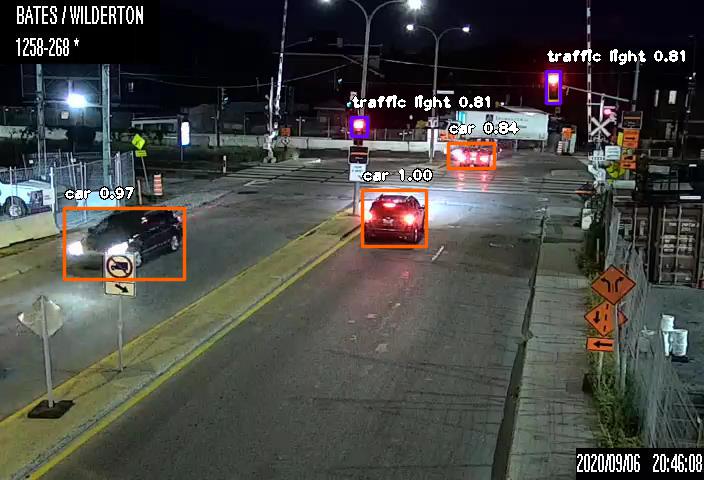 BATES / WILDERTON
1258-268 *
traffic light 0.81
traffic light 0.81
car 0.84
car 1.00
car 0.97
2020/09/06 20:46:08